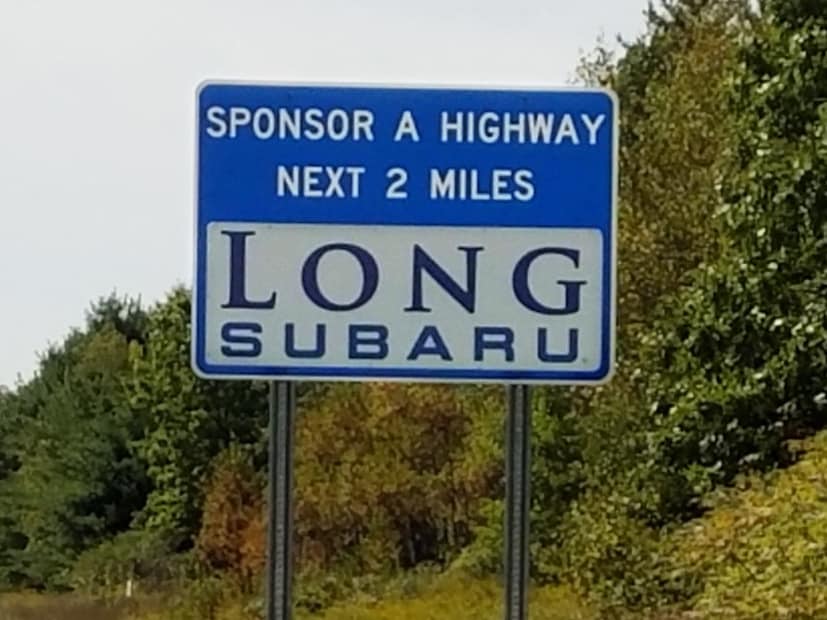 SPONSOR A HIGHWAY
NEXT 2 MILES
LONG
SUBARU